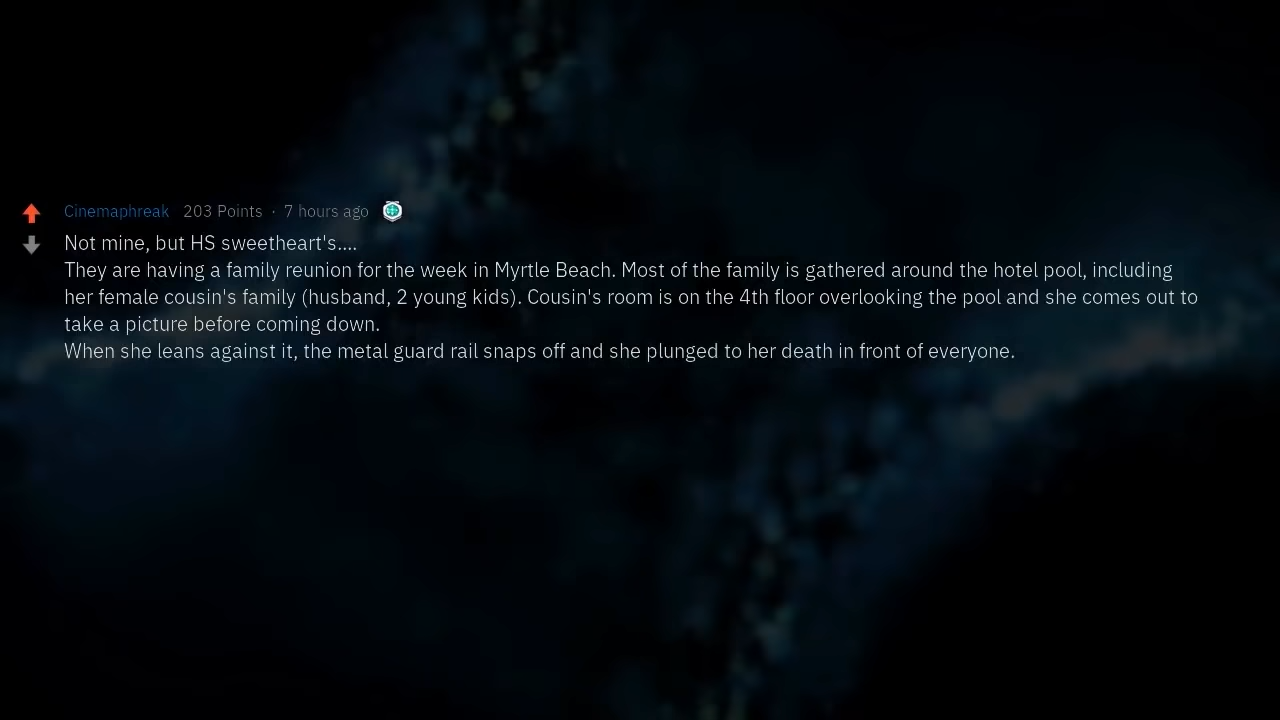 Cinemaphreak 203 Points · 7 hours ago
Not mine, but HS sweetheart's....
They are having a family reunion for the week in Myrtle Beach. Most of the family is gathered around the hotel pool, including
her female cousin's family (husband, 2 young kids). Cousin's room is on the 4th floor overlooking the pool and she comes out to
take a picture before coming down.
When she leans against it, the metal guard rail snaps off and she plunged to her death in front of everyone.